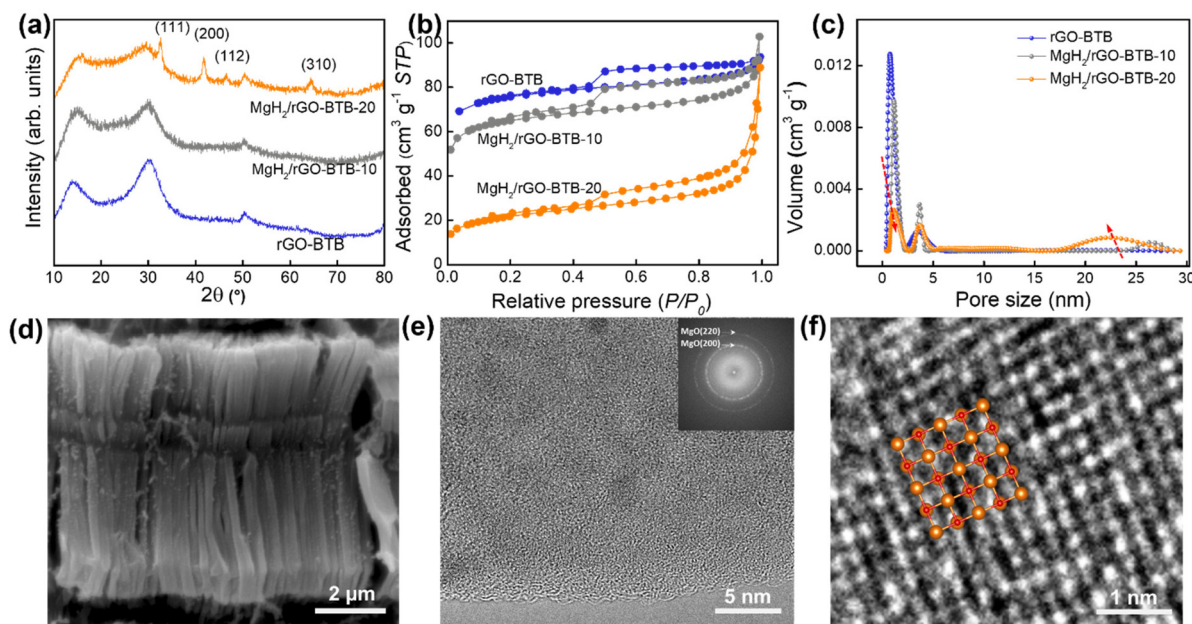 (a)
Intensity (arb. units)
(111)
(200)
(112)
(310)
MgH₂/rGO-BTB-20
MgH₂/rGO-BTB-10
rGO-BTB
10 20 30 40 50 60 70 80
2θ (°)
(b)
Adsorbed (cm³ g⁻¹ STP)
100
80
60
40
20
0
rGO-BTB
MgH₂/rGO-BTB-10
MgH₂/rGO-BTB-20
0.0 0.2 0.4 0.6 0.8 1.0
Relative pressure (P/P₀)
(c)
Volume (cm³ g⁻¹)
0.012
0.008
0.004
0.000
rGO-BTB
MgH₂/rGO-BTB-10
MgH₂/rGO-BTB-20
0 5 10 15 20 25 30
Pore size (nm)
(d)
2 μm
(e)
MgO(220)
MgO(200)
5 nm
(f)
1 nm